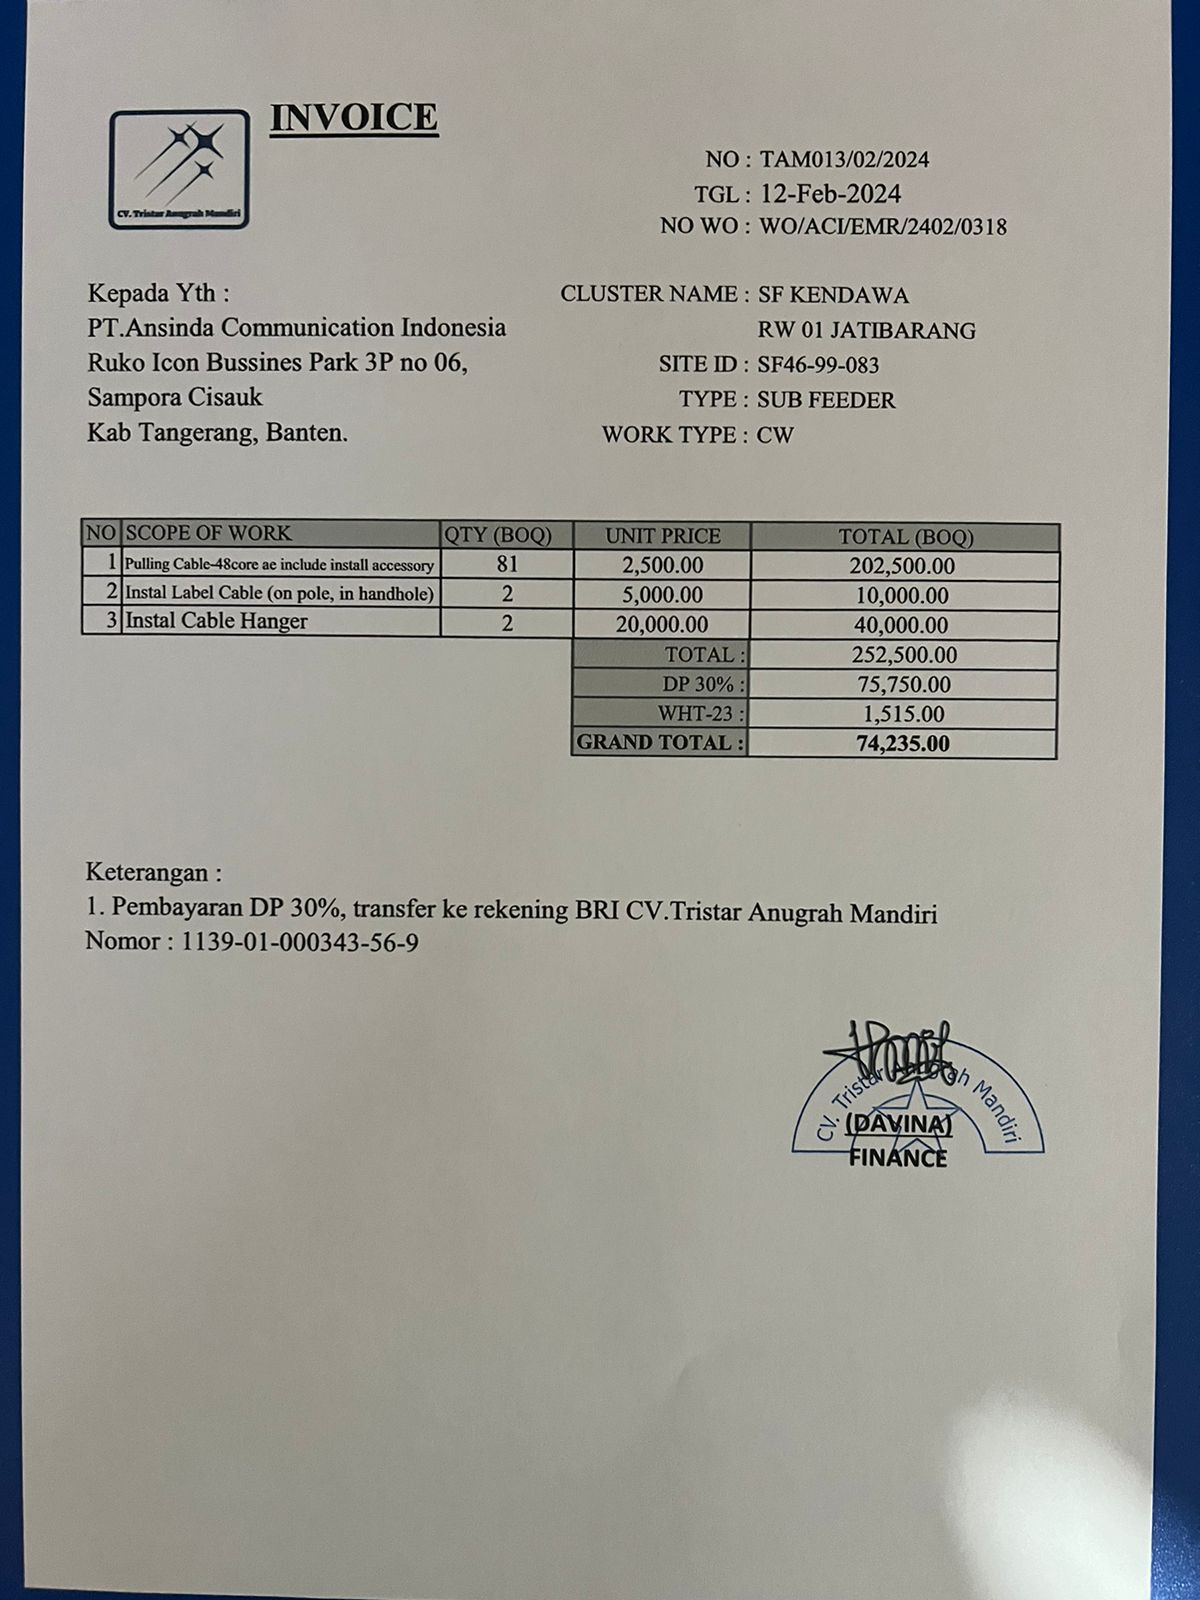 INVOICE
CV. Tristar Anugrah Mandiri
NO : TAM013/02/2024
TGL : 12-Feb-2024
NO WO : WO/ACI/EMR/2402/0318
Kepada Yth :
PT.Ansinda Communication Indonesia
Ruko Icon Bussines Park 3P no 06,
Sampora Cisauk
Kab Tangerang, Banten.
CLUSTER NAME : SF KENDAWA
RW 01 JATIBARANG
SITE ID : SF46-99-083
TYPE : SUB FEEDER
WORK TYPE : CW
NO SCOPE OF WORK QTY (BOQ) UNIT PRICE TOTAL (BOQ)
1 Pulling Cable-48core ae include install accessory 81 2,500.00 202,500.00
2 Instal Label Cable (on pole, in handhole) 2 5,000.00 10,000.00
3 Instal Cable Hanger 2 20,000.00 40,000.00
TOTAL : 252,500.00
DP 30% : 75,750.00
WHT-23 : 1,515.00
GRAND TOTAL : 74,235.00
Keterangan :
1. Pembayaran DP 30%, transfer ke rekening BRI CV.Tristar Anugrah Mandiri
Nomor : 1139-01-000343-56-9
CV. Tristar Anugrah Mandiri
(DAVINA)
FINANCE